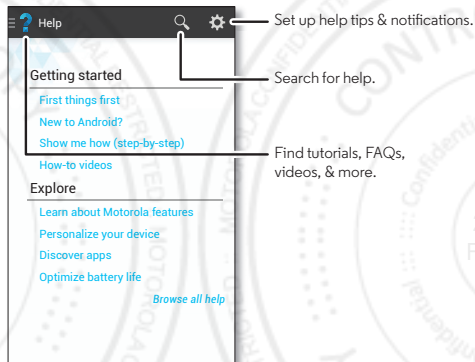 ? Help
Set up help tips & notifications.
Search for help.
Getting started
First things first
New to Android?
Show me how (step-by-step)
How-to videos
Find tutorials, FAQs,
videos, & more.
Explore
Learn about Motorola features
Personalize your device
Discover apps
Optimize battery life
Browse all help